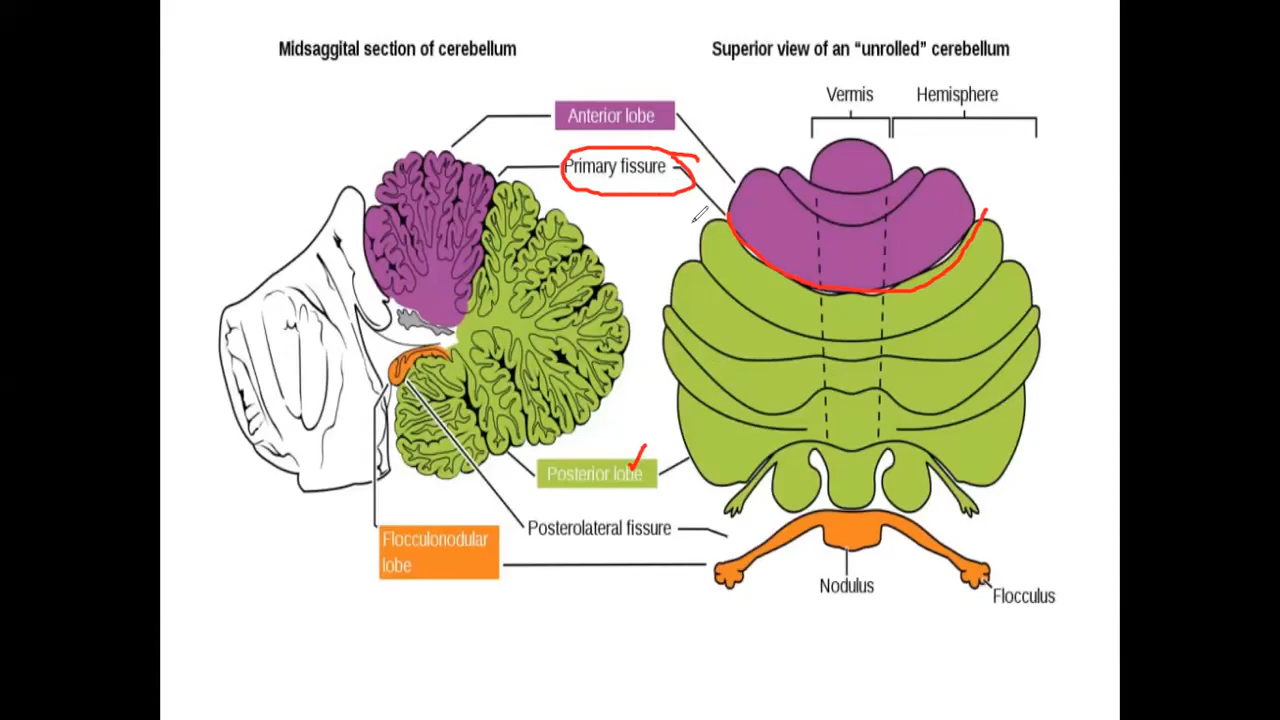 Midsaggital section of cerebellum
Superior view of an “unrolled” cerebellum
Vermis
Hemisphere
Anterior lobe
Primary fissure
Posterior lobe
Posterolateral fissure
Flocculonodular
lobe
Nodulus
Flocculus